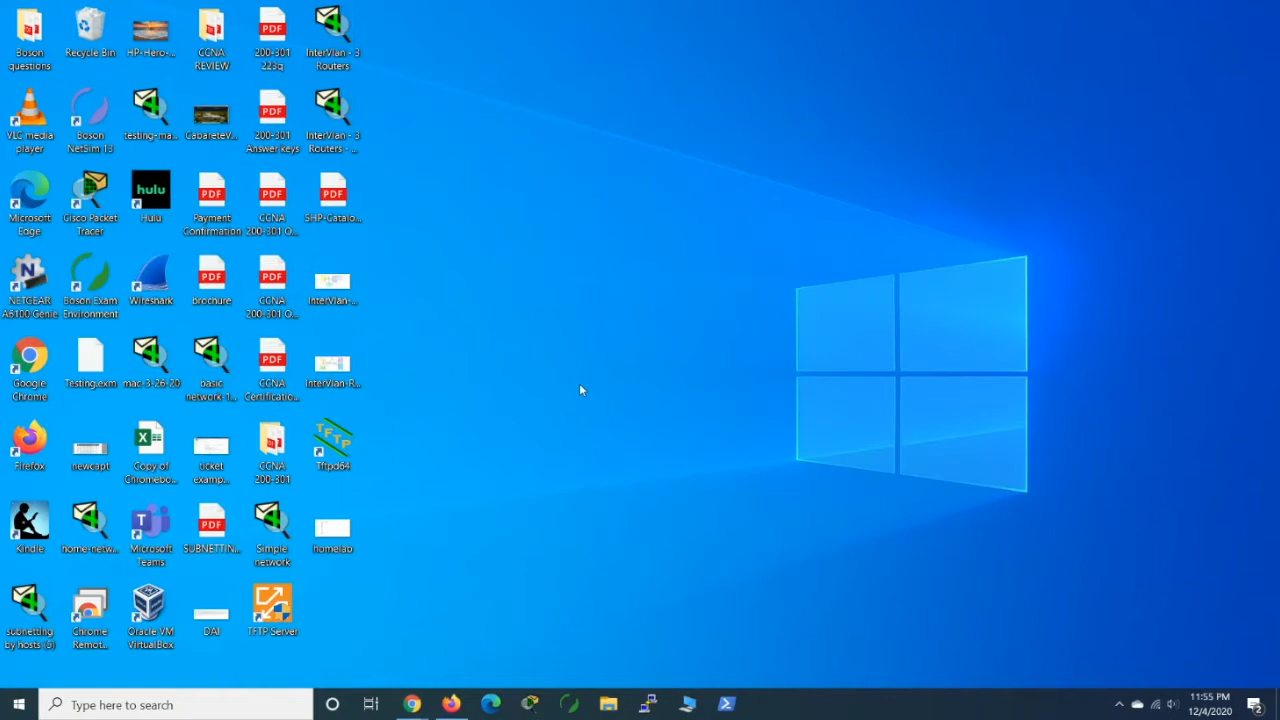 Boson
questions
Recycle Bin
HP-Hero-...
CCNA
REVIEW
200-301
223q
InterVlan - 3
Routers
VLC media
player
Boson
NetSim 13
testing-ma...
CabareteV...
200-301
Answer keys
InterVlan - 3
Routers - ...
Microsoft
Edge
Cisco Packet
Tracer
hulu
Hulu
PDF
Payment
Confirmation
PDF
CCNA
200-301 O...
PDF
SHP-Catalo...
NETGEAR
A6100 Genie
Boson Exam
Environment
Wireshark
PDF
brochure
PDF
CCNA
200-301 O...
InterVlan-...
Google
Chrome
Testing.exm
mac-3-26-20
basic
network-1...
PDF
CCNA
Certificatio...
InterVlan-R...
Firefox
newcapt
Copy of
Chromebo...
ticket
examp...
CCNA
200-301
TFTP
Tftpd64
Kindle
home-netw...
Microsoft
Teams
PDF
SUBNETTIN...
Simple
network
homelab
subnetting
by hosts (6)
Chrome
Remot...
Oracle VM
VirtualBox
DAI
TFTP Server
Type here to search
11:55 PM
12/4/2020
2